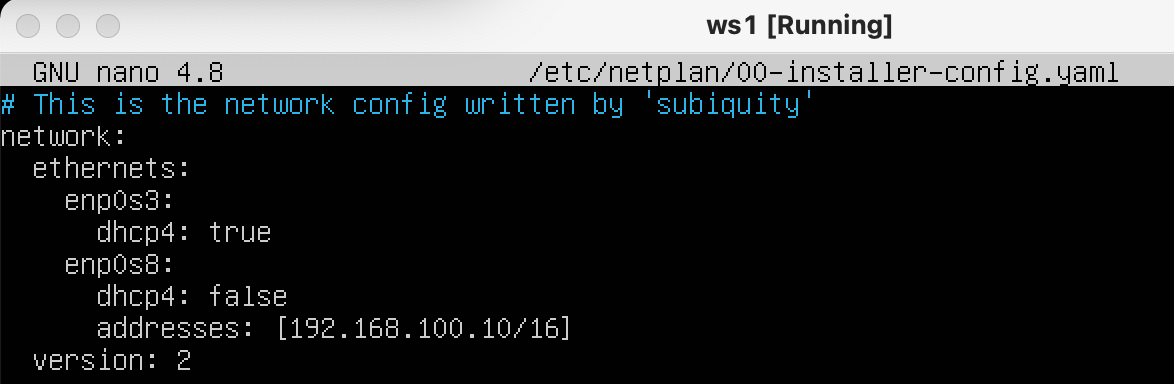 ws1 [Running]
GNU nano 4.8 /etc/netplan/00-installer-config.yaml
# This is the network config written by 'subiquity'
network:
  ethernets:
    enp0s3:
      dhcp4: true
    enp0s8:
      dhcp4: false
      addresses: [192.168.100.10/16]
  version: 2